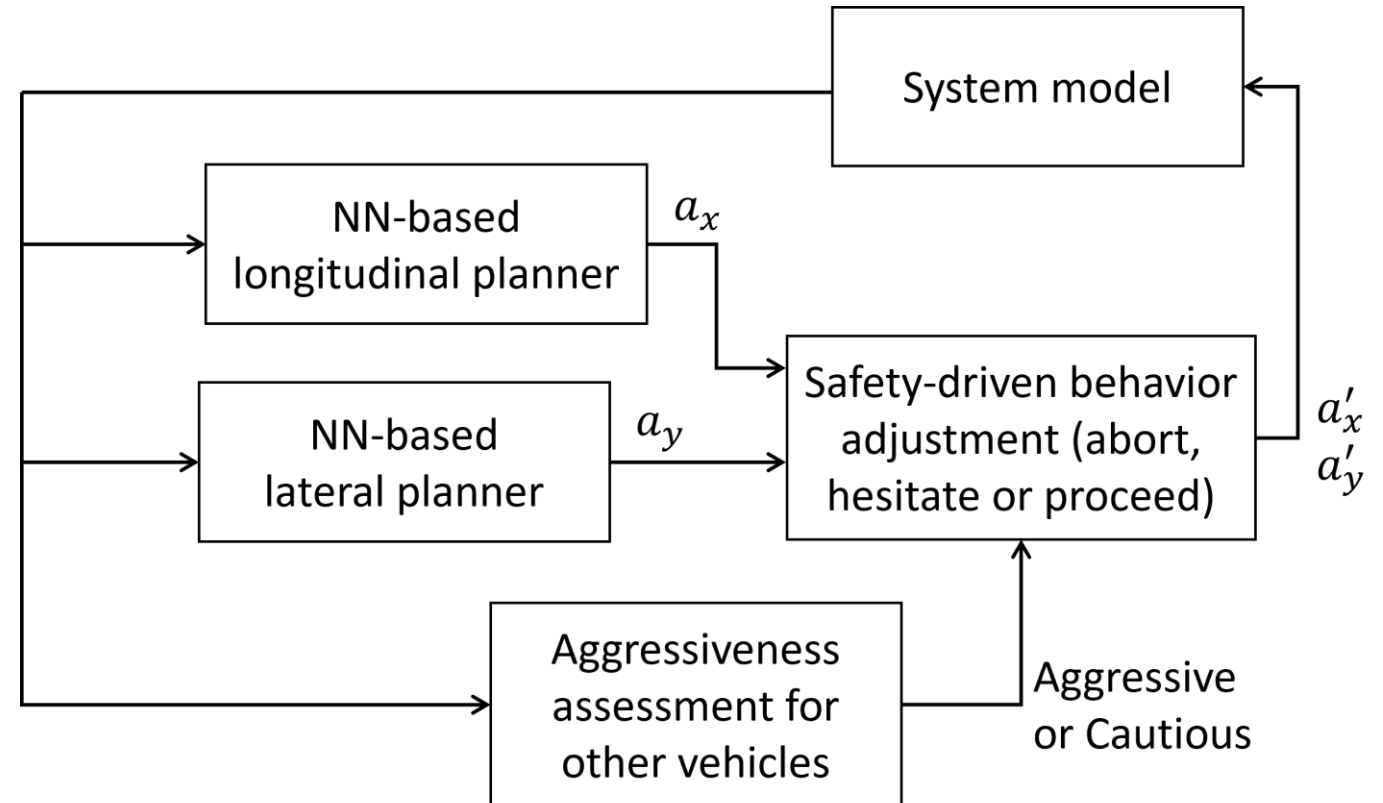 System model
NN-based
longitudinal planner
a_x
NN-based
lateral planner
a_y
Safety-driven behavior
adjustment (abort,
hesitate or proceed)
a'_x
a'_y
Aggressiveness
assessment for
other vehicles
Aggressive
or Cautious